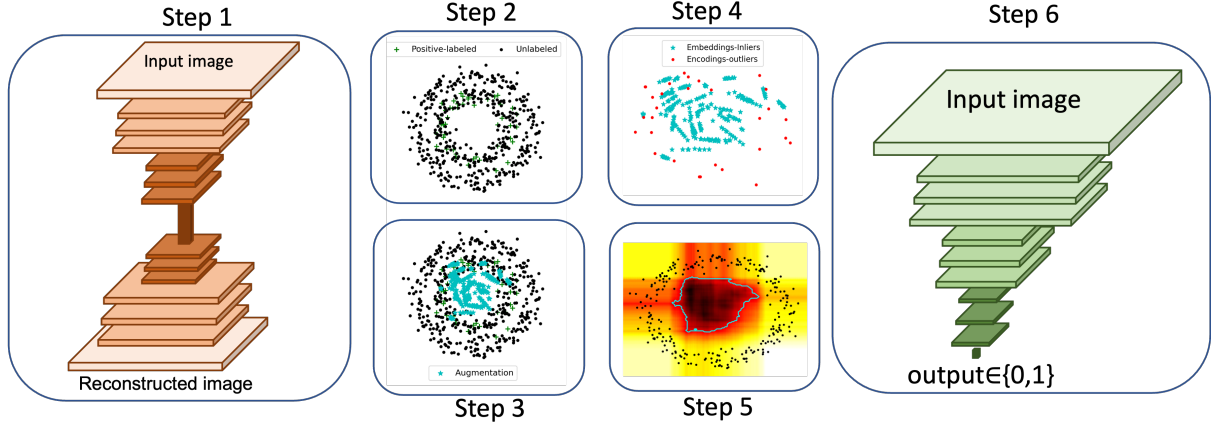 Step 1
Input image
Reconstructed image
Step 2
Positive-labeled
Unlabeled
Augmentation
Step 3
Step 4
Embeddings-Inliers
Encodings-outliers
Step 5
Step 6
Input image
output∈{0,1}